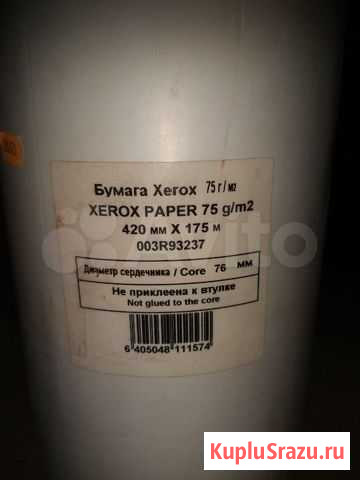 Бумага Xerox 75 г/м2
XEROX PAPER 75 g/m2
420 мм X 175 м
003R93237
Диаметр сердечника / Core 76 мм
Не приклеена к втулке
Not glued to the core
6 405048 111574
Avito
KupluSrazu.ru